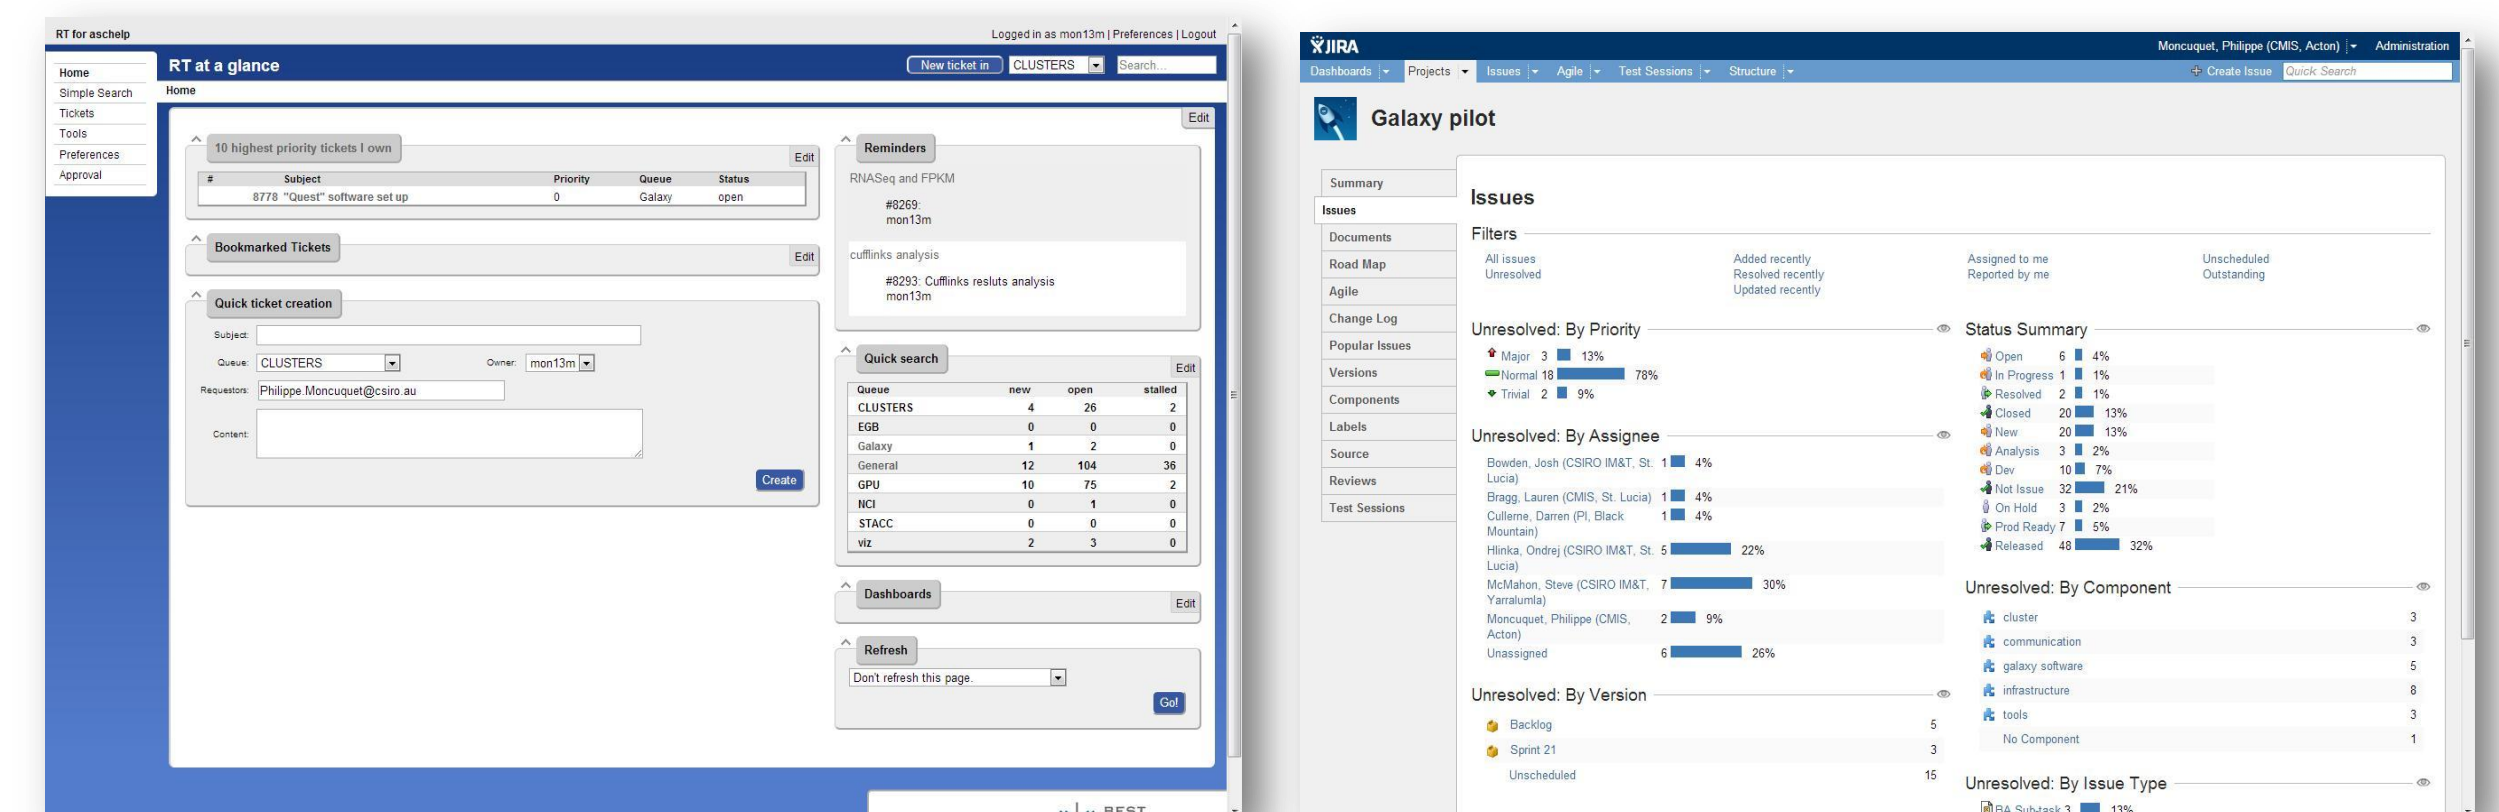 RT for aschelp
Logged in as mon13m | Preferences | Logout
Home
Simple Search
Tickets
Tools
Preferences
Approval
RT at a glance
New ticket in CLUSTERS Search...
Home
Edit
10 highest priority tickets I own
Edit
# Subject Priority Queue Status
8778 "Quest" software set up 0 Galaxy open
Bookmarked Tickets
Edit
Quick ticket creation
Subject:
Queue: CLUSTERS Owner: mon13m
Requestors: Philippe.Moncuquet@csiro.au
Content:
Create
Reminders
RNASeq and FPKM
#8269:
mon13m
cufflinks analysis
#8293: Cufflinks resluts analysis
mon13m
Quick search
Edit
Queue new open stalled
CLUSTERS 4 26 2
EGB 0 0 0
Galaxy 1 2 0
General 12 104 36
GPU 10 75 2
NCI 0 1 0
STACC 0 0 0
viz 2 3 0
Dashboards
Edit
Refresh
Don't refresh this page.
Go!
JIRA
Moncuquet, Philippe (CMIS, Acton) Administration
Dashboards Projects Issues Agile Test Sessions Structure
Create Issue Quick Search
Galaxy pilot
Summary
Issues
Documents
Road Map
Agile
Change Log
Popular Issues
Versions
Components
Labels
Source
Reviews
Test Sessions
Issues
Filters
All issues Added recently Assigned to me Unscheduled
Unresolved Resolved recently Reported by me Outstanding
Updated recently
Unresolved: By Priority
Major 3 13%
Normal 18 78%
Trivial 2 9%
Unresolved: By Assignee
Bowden, Josh (CSIRO IM&T, St. 1 4%
Lucia)
Bragg, Lauren (CMIS, St. Lucia) 1 4%
Cullerne, Darren (PI, Black 1 4%
Mountain)
Hlinka, Ondrej (CSIRO IM&T, St. 5 22%
Lucia)
McMahon, Steve (CSIRO IM&T, 7 30%
Yarralumla)
Moncuquet, Philippe (CMIS, 2 9%
Acton)
Unassigned 6 26%
Unresolved: By Version
Backlog 5
Sprint 21 3
Unscheduled 15
Status Summary
Open 6 4%
In Progress 1 1%
Resolved 2 1%
Closed 20 13%
New 20 13%
Analysis 3 2%
Dev 10 7%
Not Issue 32 21%
On Hold 3 2%
Prod Ready 7 5%
Released 48 32%
Unresolved: By Component
cluster 3
communication 3
galaxy software 5
infrastructure 8
tools 3
No Component 1
Unresolved: By Issue Type
BA Sub-task 3 13%